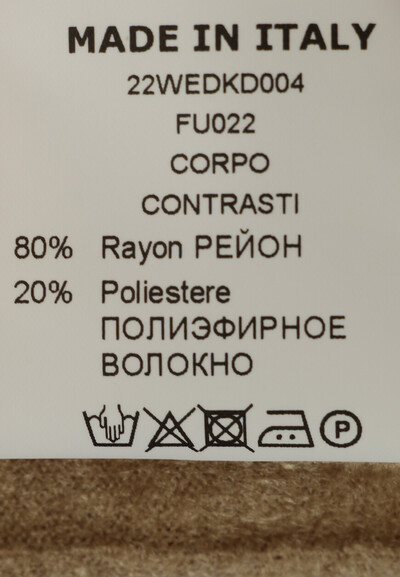 MADE IN ITALY
22WEDKD004
FU022
CORPO
CONTRASTI
80% Rayon РЕЙОН
20% Poliestere
ПОЛИЭФИРНОЕ
ВОЛОКНО
P